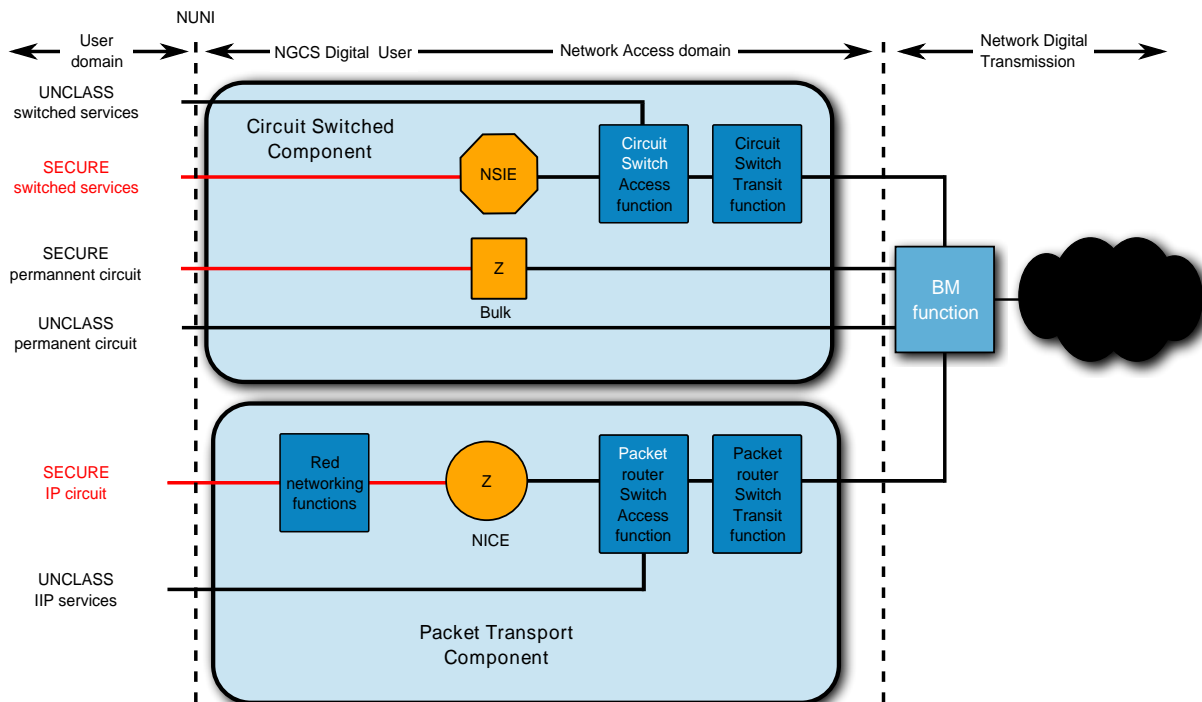 NUNI
User
domain
NGCS Digital User
Network Access domain
Network Digital
Transmission
UNCLASS
switched services
SECURE
switched services
SECURE
permannent circuit
UNCLASS
permanent circuit
Circuit Switched
Component
NSIE
Circuit
Switch
Access
function
Circuit
Switch
Transit
function
Z
Bulk
BM
function
SECURE
IP circuit
UNCLASS
IIP services
Red
networking
functions
Z
NICE
Packet
router
Switch
Access
function
Packet
router
Switch
Transit
function
Packet Transport
Component